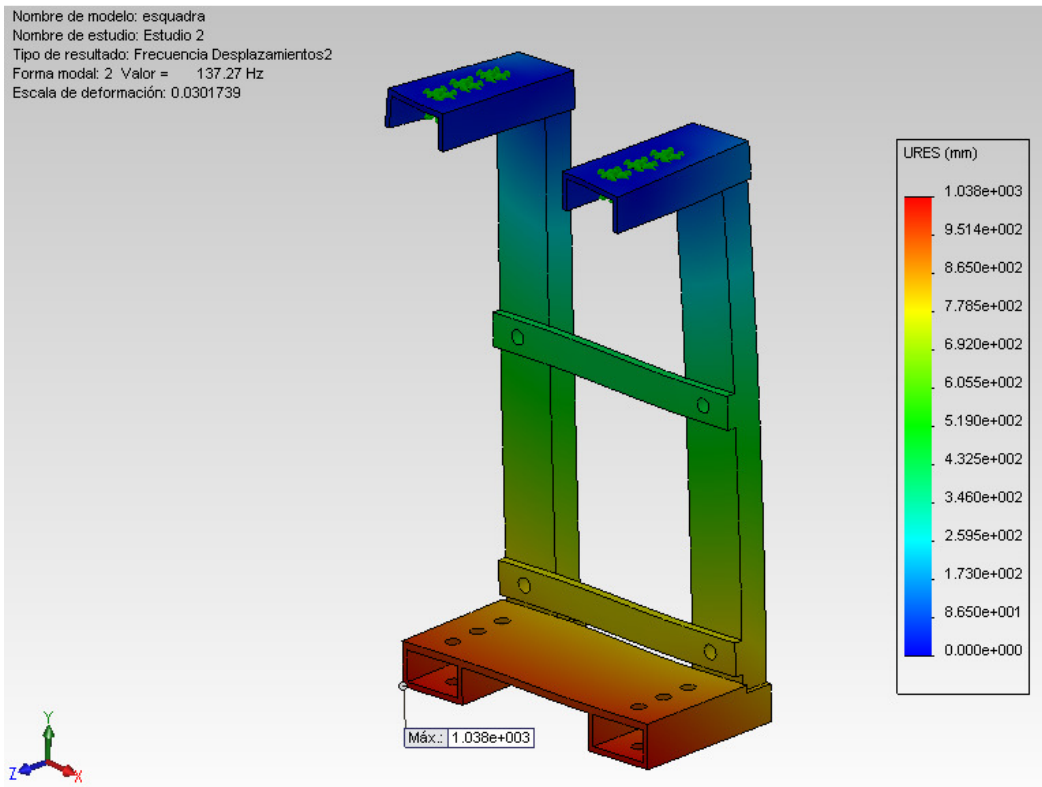 Nombre de modelo: esquadra
Nombre de estudio: Estudio 2
Tipo de resultado: Frecuencia Desplazamientos2
Forma modal: 2 Valor = 137.27 Hz
Escala de deformación: 0.0301739
URES (mm)
1.038e+003
9.514e+002
8.650e+002
7.785e+002
6.920e+002
6.055e+002
5.190e+002
4.325e+002
3.460e+002
2.595e+002
1.730e+002
8.650e+001
0.000e+000
Máx.: 1.038e+003
Y
Z
X